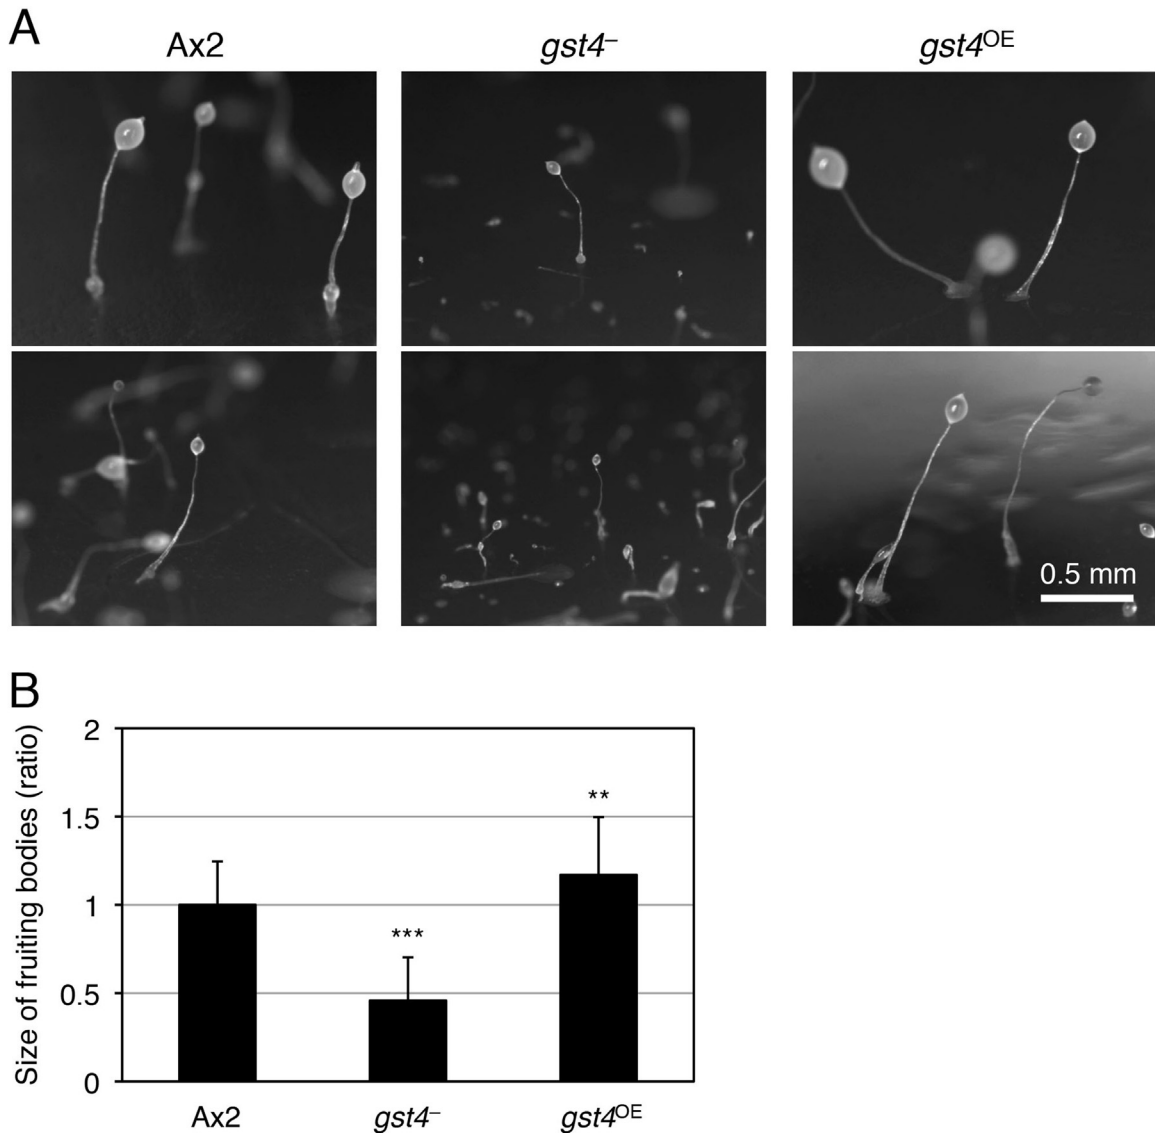 A
Ax2 gst4⁻ gst4ᴼᴱ
0.5 mm
B
Size of fruiting bodies (ratio)
2
1.5
1
0.5
0
***
**
Ax2 gst4⁻ gst4ᴼᴱ